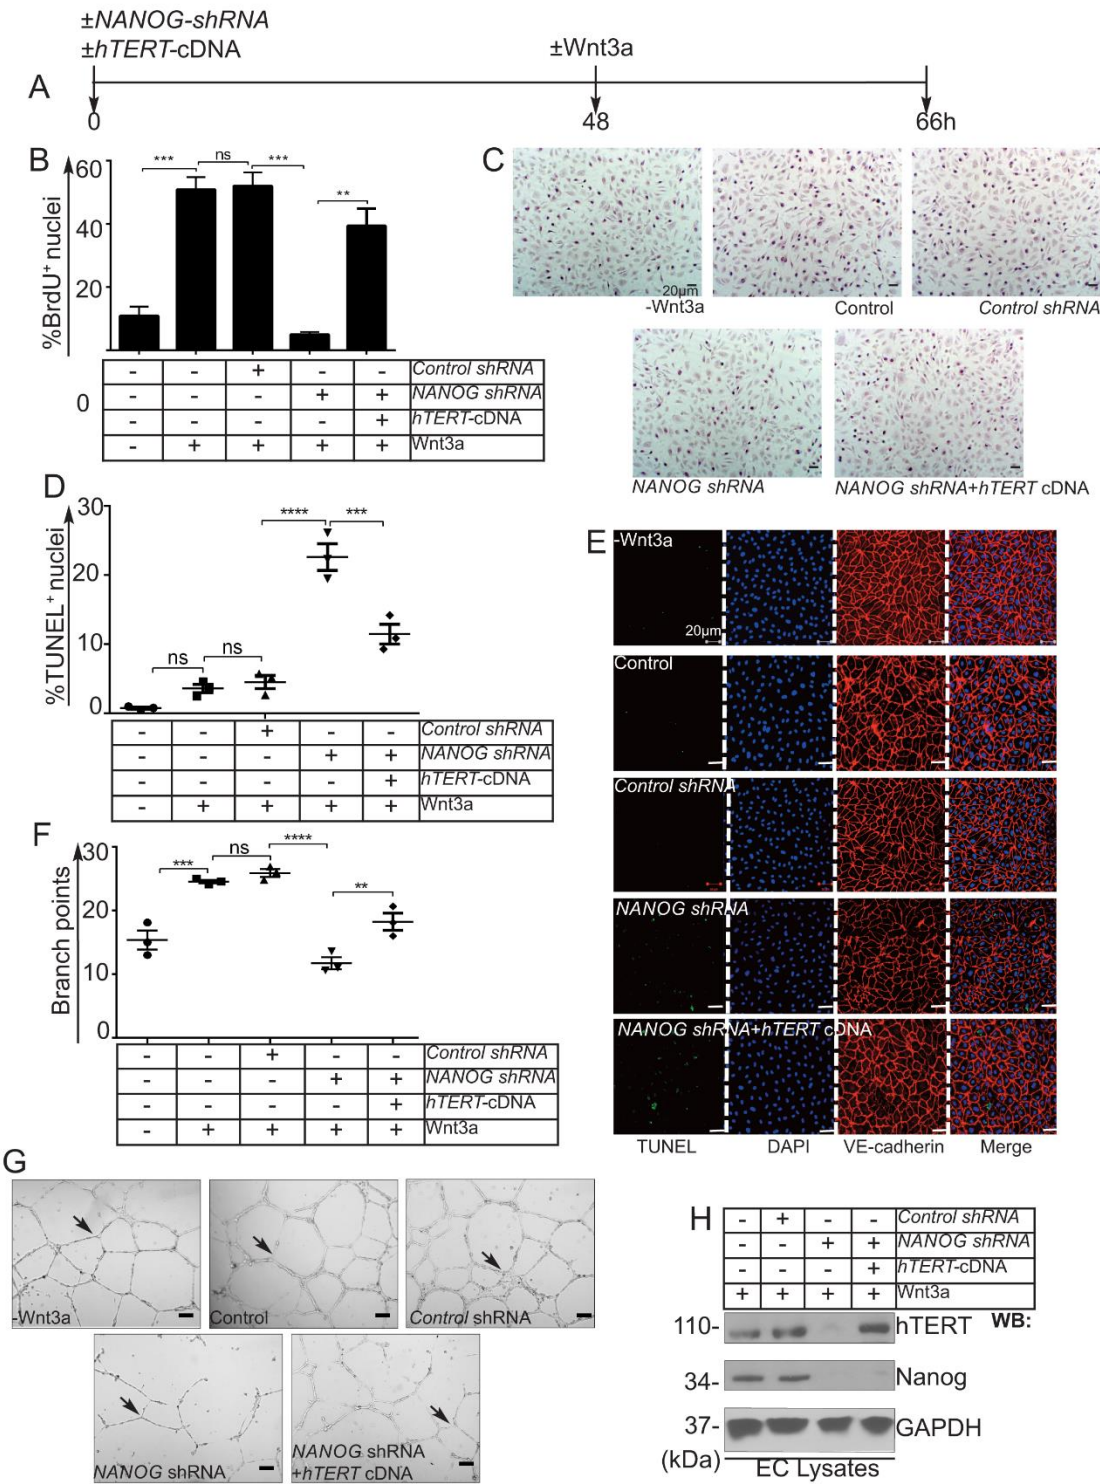 ±NANOG-shRNA
±hTERT-cDNA
±Wnt3a
A
0
48
66h
B
%BrdU+ nuclei
60
40
20
0
***
ns
***
**
- - + - - Control shRNA
- - - + + NANOG shRNA
- - - - + hTERT-cDNA
- + + + + Wnt3a
C
20µm
-Wnt3a
Control
Control shRNA
NANOG shRNA
NANOG shRNA+hTERT cDNA
D
%TUNEL+ nuclei
30
20
10
0
ns
ns
****
***
- - + - - Control shRNA
- - - + + NANOG shRNA
- - - - + hTERT-cDNA
- + + + + Wnt3a
E
-Wnt3a
20µm
Control
Control shRNA
NANOG shRNA
NANOG shRNA+hTERT cDNA
TUNEL DAPI VE-cadherin Merge
F
Branch points
30
20
10
0
***
ns
****
**
- - + - - Control shRNA
- - - + + NANOG shRNA
- - - - + hTERT-cDNA
- + + + + Wnt3a
G
-Wnt3a
Control
Control shRNA
NANOG shRNA
NANOG shRNA
+hTERT cDNA
H
- + - - Control shRNA
- - + + NANOG shRNA
- - - + hTERT-cDNA
+ + + + Wnt3a
110- hTERT WB:
34- Nanog
37- GAPDH
(kDa)
EC Lysates